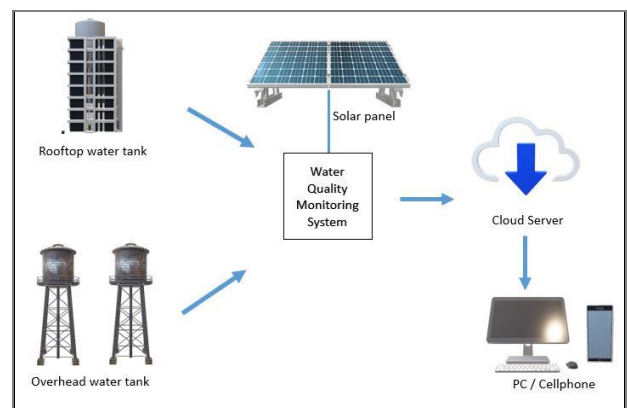 Rooftop water tank
Solar panel
Water
Quality
Monitoring
System
Cloud Server
Overhead water tank
PC / Cellphone